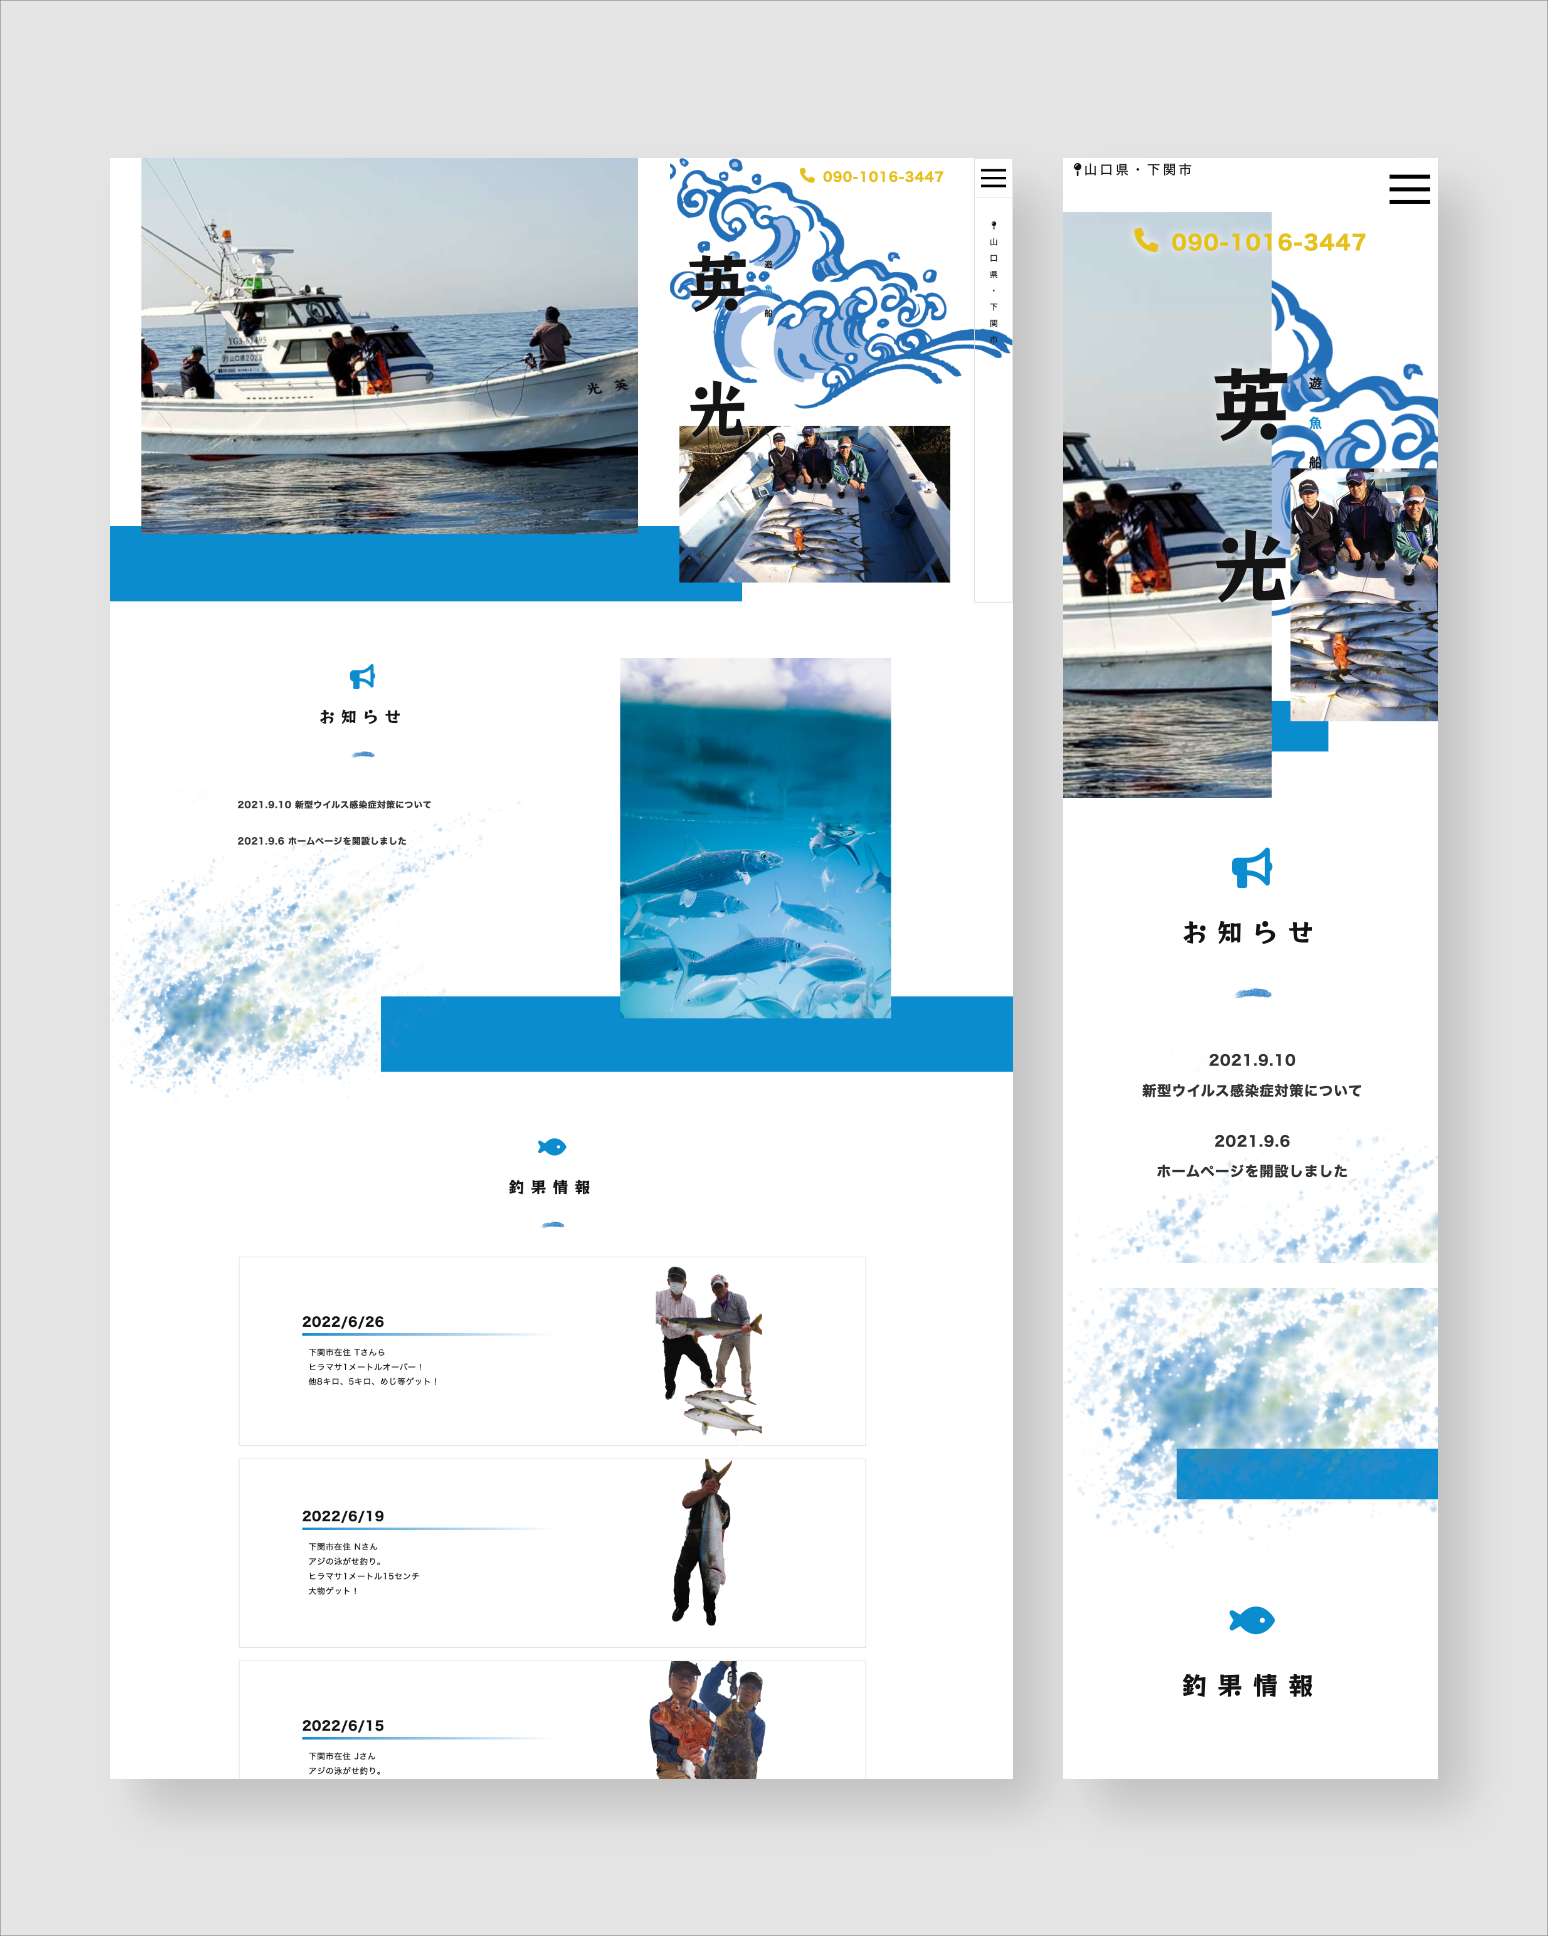 090-1016-3447
山口県・下関市
遊魚船
英光
光 英
お知らせ
2021.9.10 新型ウイルス感染症対策について
2021.9.6 ホームページを開設しました
釣果情報
2022/6/26
下関市在住 Tさんら
ヒラマサ1メートルオーバー！
他8キロ、5キロ、めじ等ゲット！
2022/6/19
下関市在住 Nさん
アジの泳がせ釣り。
ヒラマサ1メートル15センチ
大物ゲット！
2022/6/15
下関市在住 Jさん
アジの泳がせ釣り。
山口県・下関市
090-1016-3447
遊魚船
英光
お知らせ
2021.9.10
新型ウイルス感染症対策について
2021.9.6
ホームページを開設しました
釣果情報